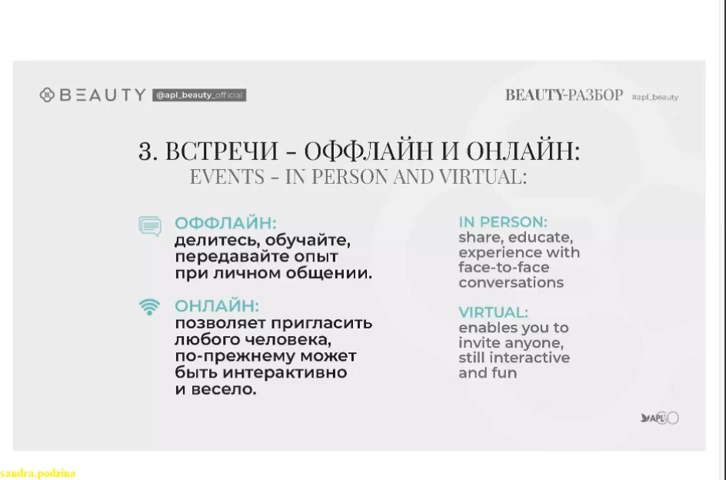 BEAUTY @apl_beauty_official
BEAUTY-РАЗБОР #apl_beauty
3. ВСТРЕЧИ - ОФФЛАЙН И ОНЛАЙН:
EVENTS - IN PERSON AND VIRTUAL:
ОФФЛАЙН:
делитесь, обучайте,
передавайте опыт
при личном общении.
ОНЛАЙН:
позволяет пригласить
любого человека,
по-прежнему может
быть интерактивно
и весело.
IN PERSON:
share, educate,
experience with
face-to-face
conversations
VIRTUAL:
enables you to
invite anyone,
still interactive
and fun
APL GO
sandra.podzina